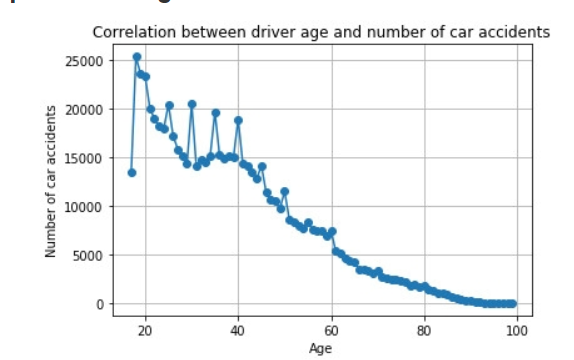 Correlation between driver age and number of car accidents
25000
20000
15000
10000
5000
0
Number of car accidents
20 40 60 80 100
Age